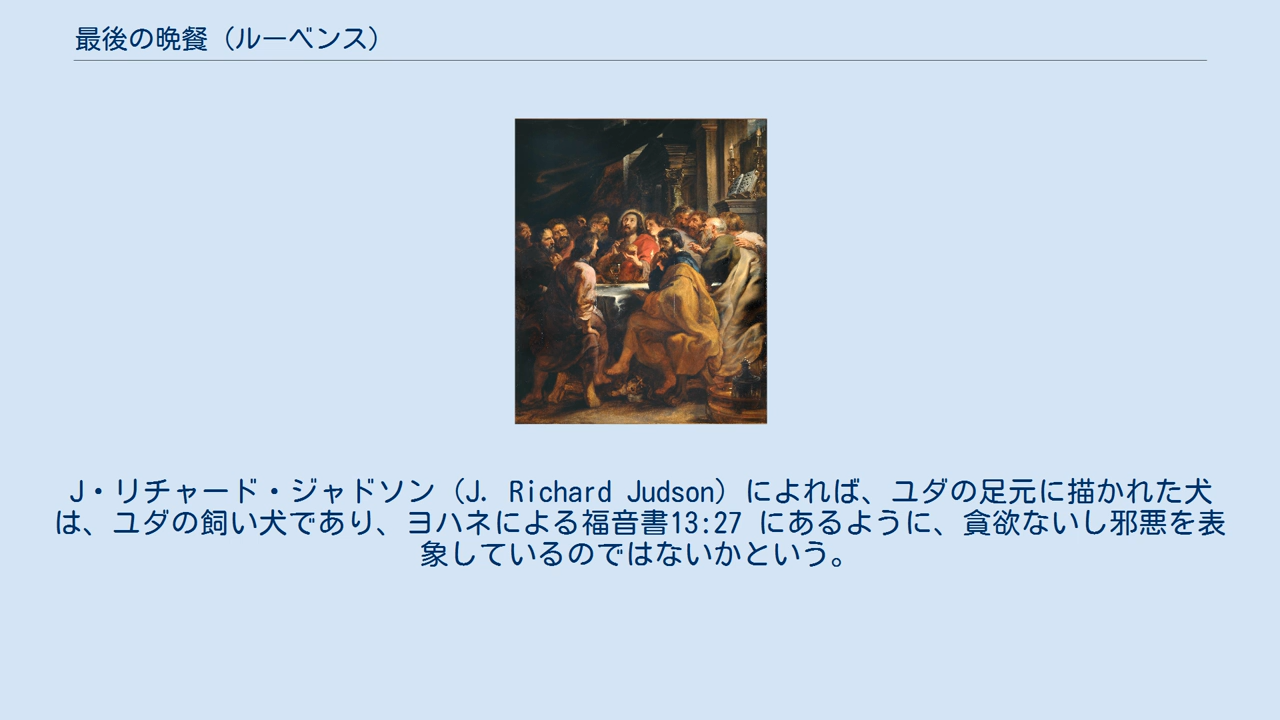 最後の晩餐（ルーベンス）
J・リチャード・ジャドソン（J. Richard Judson）によれば、ユダの足元に描かれた犬
は、ユダの飼い犬であり、ヨハネによる福音書13:27 にあるように、貪欲ないし邪悪を表
象しているのではないかという。